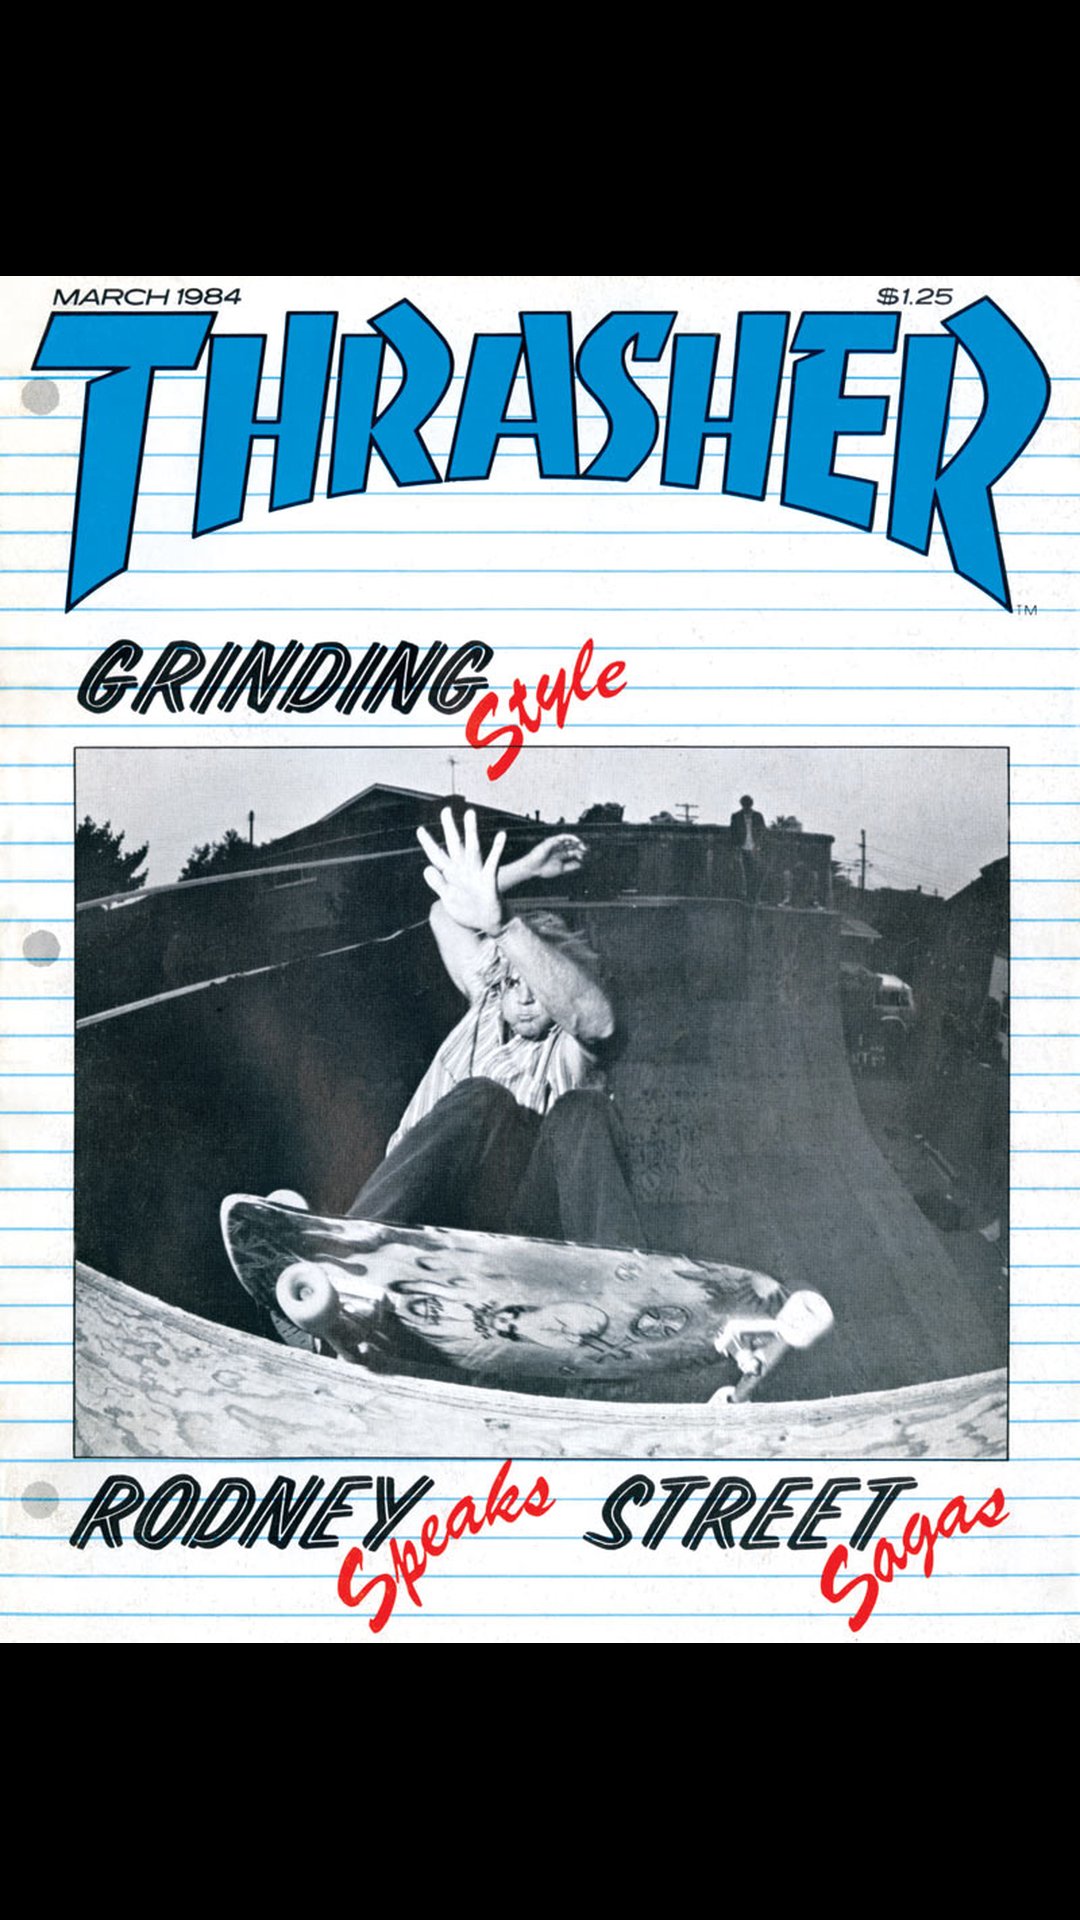 MARCH 1984 $1.25
THRASHER
TM
GRINDING Style
RODNEY Speaks STREET Sagas